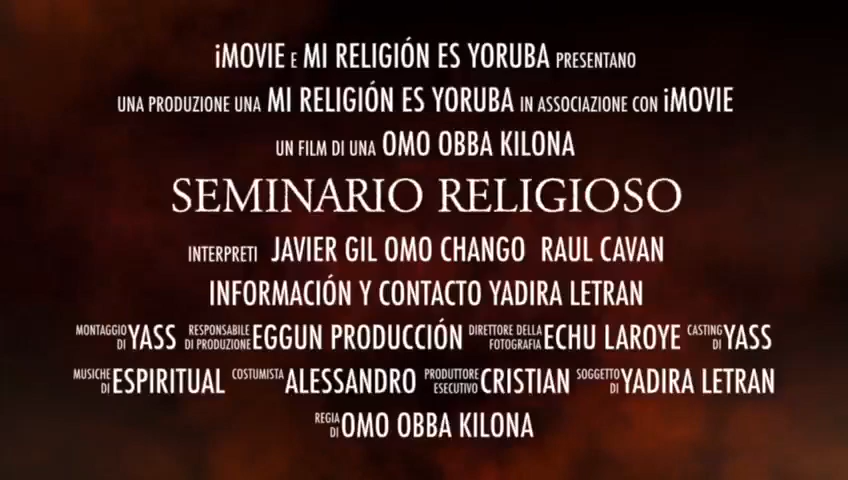 iMOVIE E MI RELIGIÓN ES YORUBA PRESENTANO
UNA PRODUZIONE UNA MI RELIGIÓN ES YORUBA IN ASSOCIAZIONE CON iMOVIE
UN FILM DI UNA OMO OBBA KILONA
SEMINARIO RELIGIOSO
INTERPRETI JAVIER GIL OMO CHANGO RAUL CAVAN
INFORMACIÓN Y CONTACTO YADIRA LETRAN
MONTAGGIO DI YASS RESPONSABILE DI PRODUZIONE EGGUN PRODUCCIÓN DIRETTORE DELLA FOTOGRAFIA ECHU LAROYE CASTING DI YASS
MUSICHE DI ESPIRITUAL COSTUMISTA ALESSANDRO PRODUTTORE ESECUTIVO CRISTIAN SOGGETTO DI YADIRA LETRAN
REGIA DI OMO OBBA KILONA